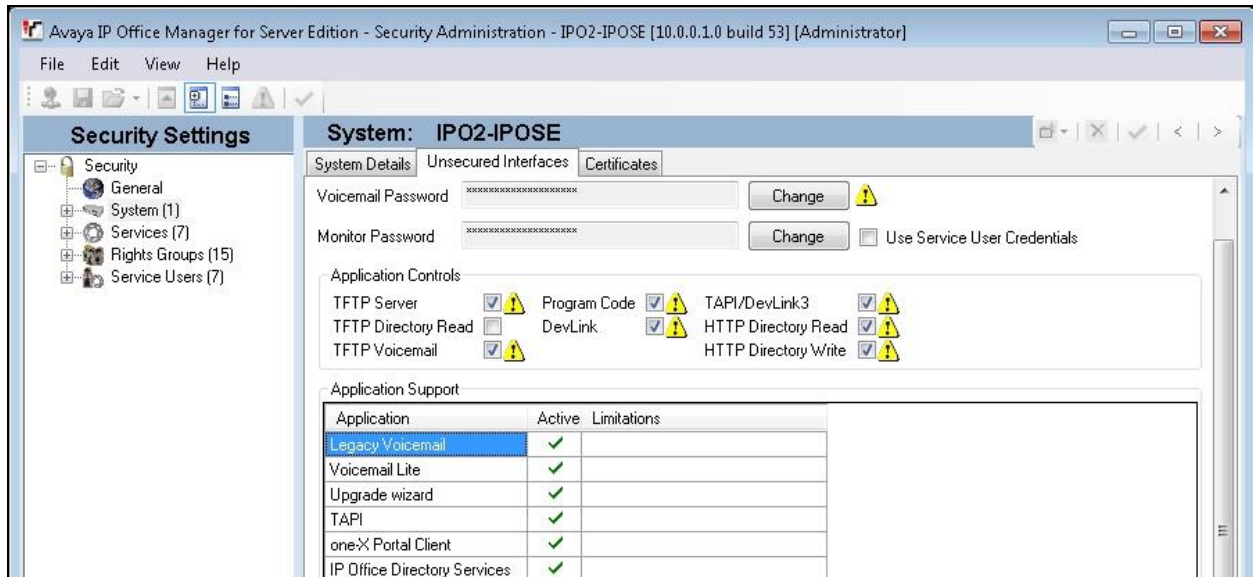 Avaya IP Office Manager for Server Edition - Security Administration - IPO2-IPOSE [10.0.0.1.0 build 53] [Administrator]
File Edit View Help
Security Settings
Security
General
System (1)
Services (7)
Rights Groups (15)
Service Users (7)
System: IPO2-IPOSE
System Details Unsecured Interfaces Certificates
Voicemail Password xxxxxxxxxxxxxxxxxxxx Change
Monitor Password xxxxxxxxxxxxxxxxxxxx Change Use Service User Credentials
Application Controls
TFTP Server Program Code TAPI/DevLink3
TFTP Directory Read DevLink HTTP Directory Read
TFTP Voicemail HTTP Directory Write
Application Support
Application Active Limitations
Legacy Voicemail
Voicemail Lite
Upgrade wizard
TAPI
one-X Portal Client
IP Office Directory Services